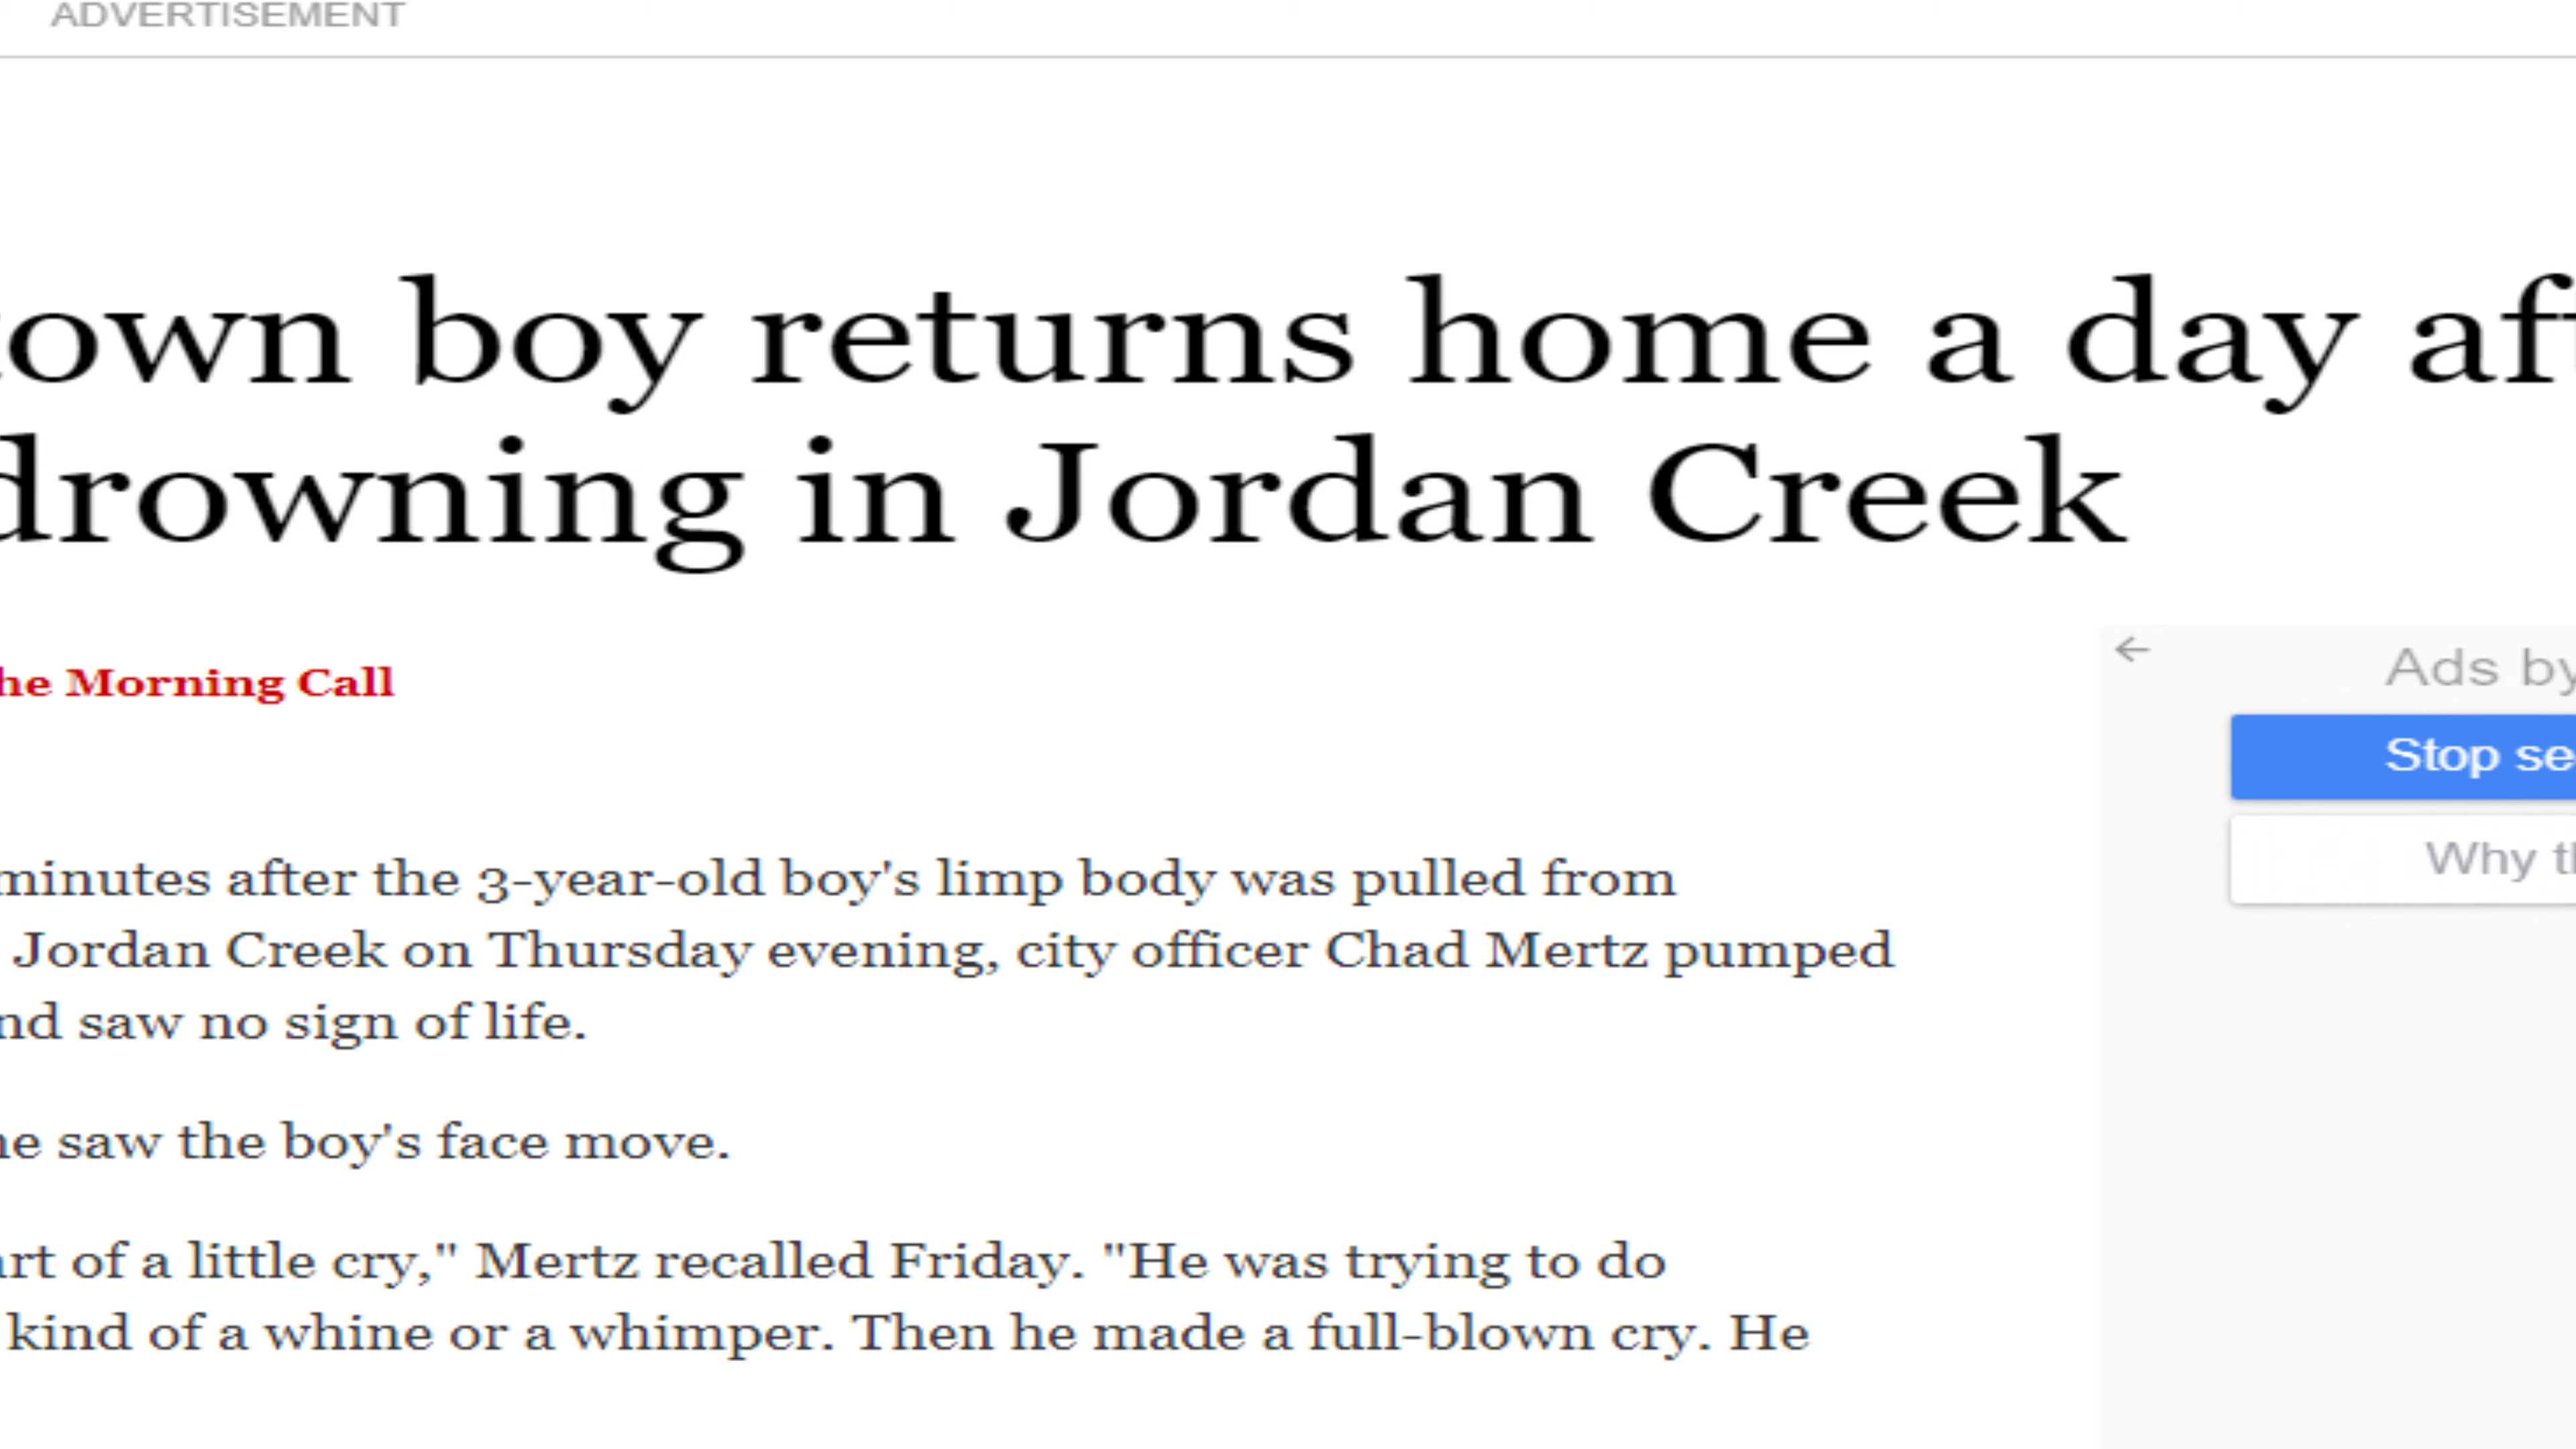 ADVERTISEMENT
own boy returns home a day aft
drowning in Jordan Creek
he Morning Call
Ads by
Stop se
Why th
minutes after the 3-year-old boy's limp body was pulled from
Jordan Creek on Thursday evening, city officer Chad Mertz pumped
nd saw no sign of life.
he saw the boy's face move.
art of a little cry," Mertz recalled Friday. "He was trying to do
kind of a whine or a whimper. Then he made a full-blown cry. He